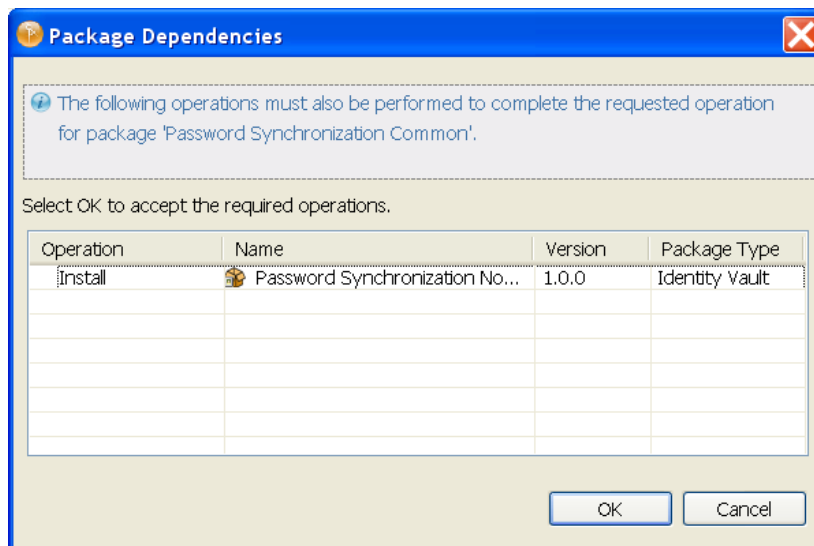 Package Dependencies
The following operations must also be performed to complete the requested operation
for package 'Password Synchronization Common'.
Select OK to accept the required operations.
Operation Name Version Package Type
Install Password Synchronization No... 1.0.0 Identity Vault
OK Cancel